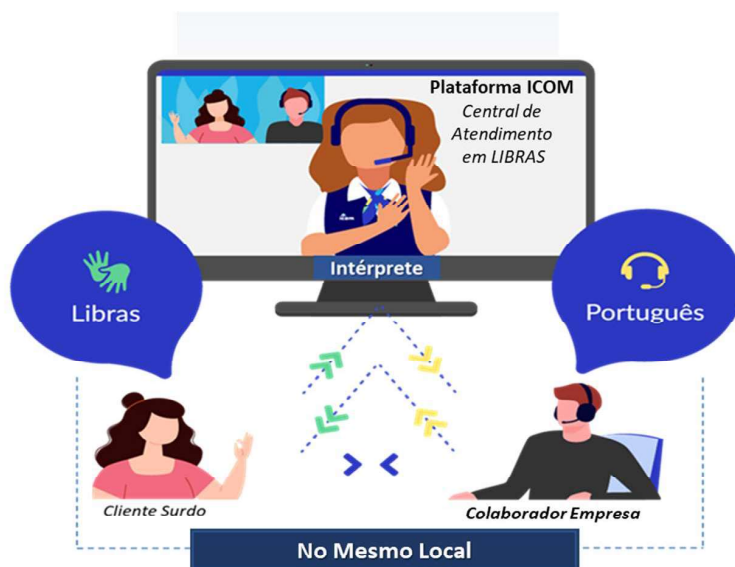 Plataforma ICOM
Central de
Atendimento
em LIBRAS
Intérprete
Libras
Português
Cliente Surdo
Colaborador Empresa
No Mesmo Local